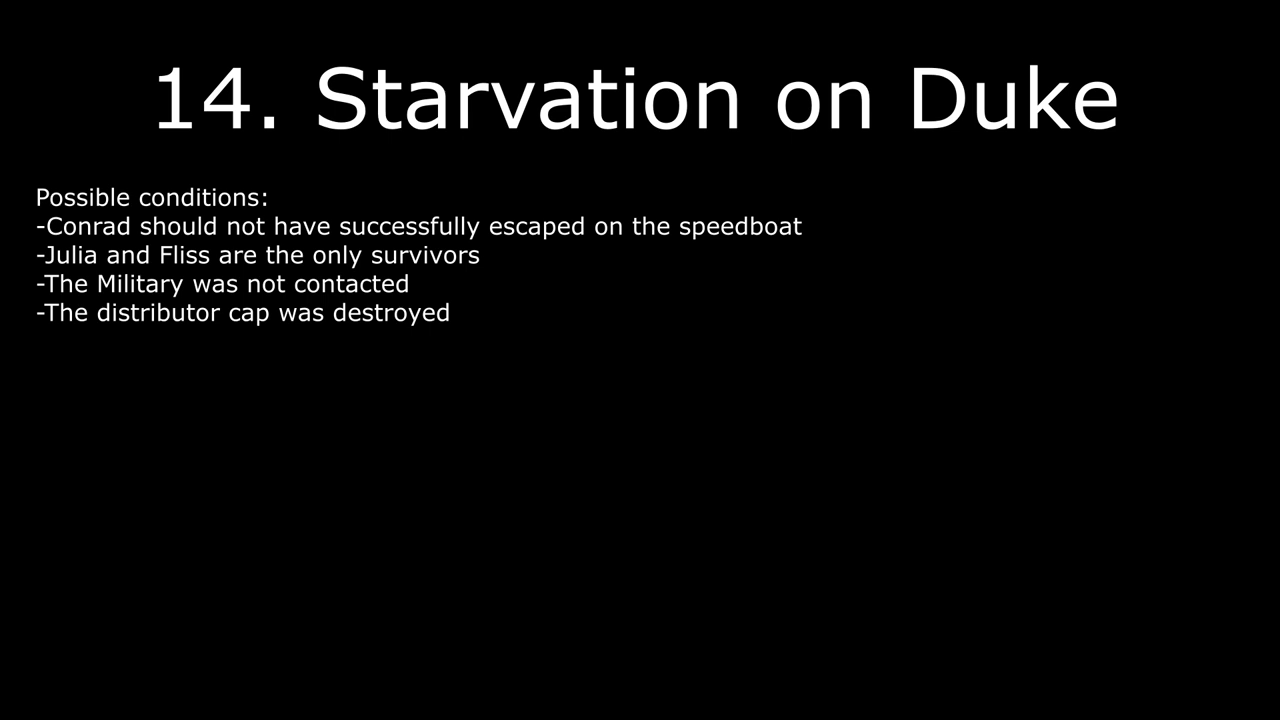 14. Starvation on Duke
Possible conditions:
-Conrad should not have successfully escaped on the speedboat
-Julia and Fliss are the only survivors
-The Military was not contacted
-The distributor cap was destroyed